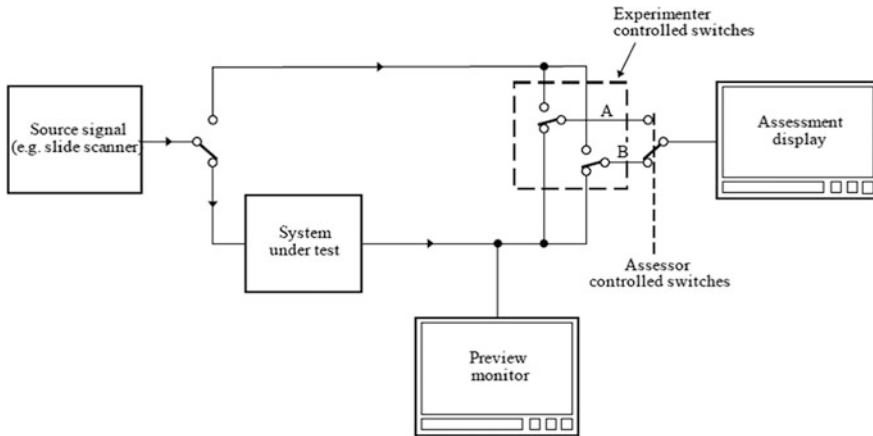 Experimenter
controlled switches
Source signal
(e.g. slide scanner)
A
B
Assessment
display
System
under test
Assessor
controlled switches
Preview
monitor